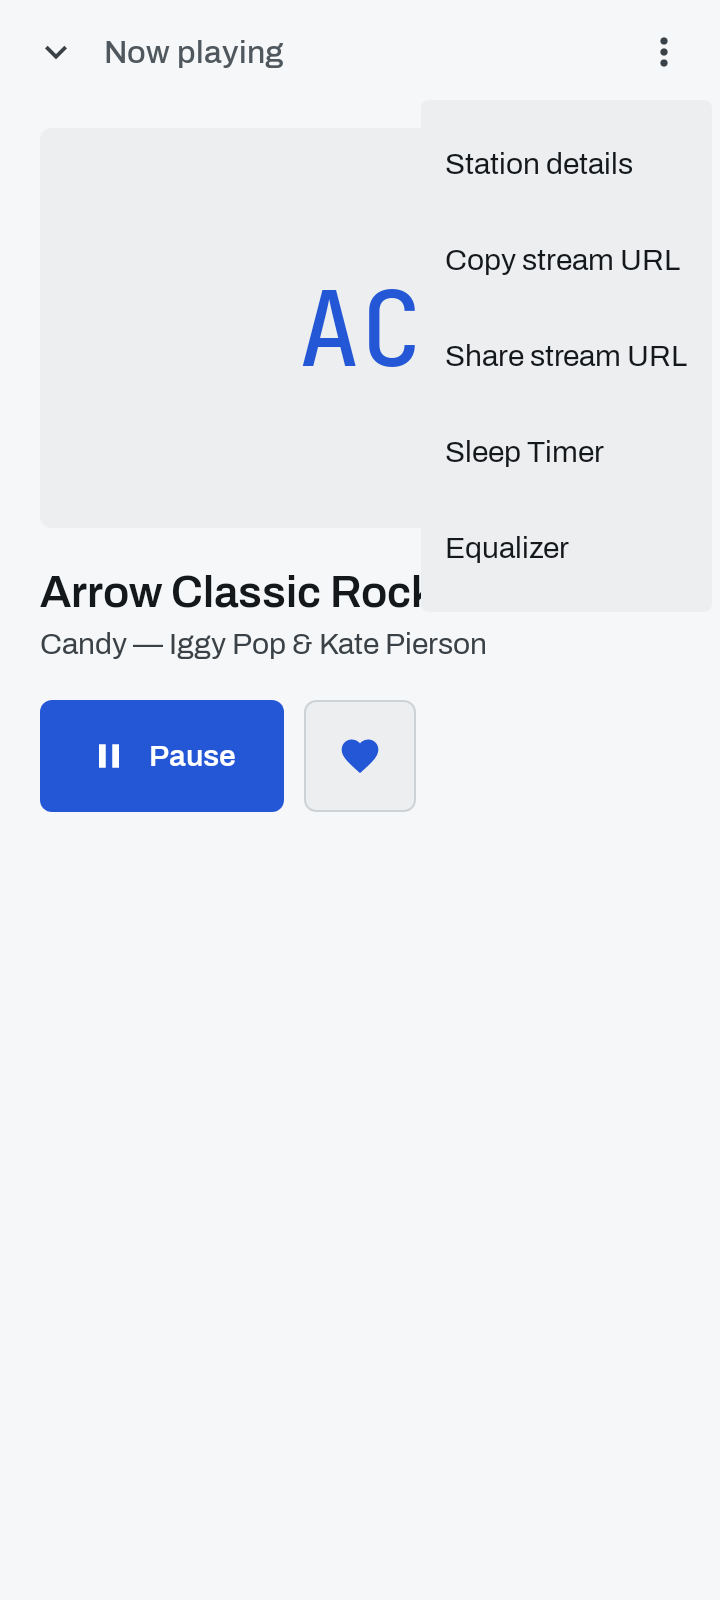 Now playing
Station details
Copy stream URL
AC
Share stream URL
Sleep Timer
Equalizer
Arrow Classic Rock
Candy — Iggy Pop & Kate Pierson
Pause